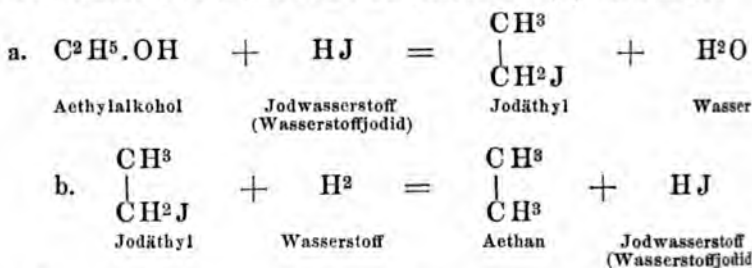 CH³ CH³
a. C²H⁵.OH + HJ = | + H²O
CH²J
Aethylalkohol Jodwasserstoff Jodäthyl Wasser
(Wasserstoffjodid)
CH³ CH³
b. | + H² = | + HJ
CH²J CH³
Jodäthyl Wasserstoff Aethan Jodwasserstoff
(Wasserstoffjodid